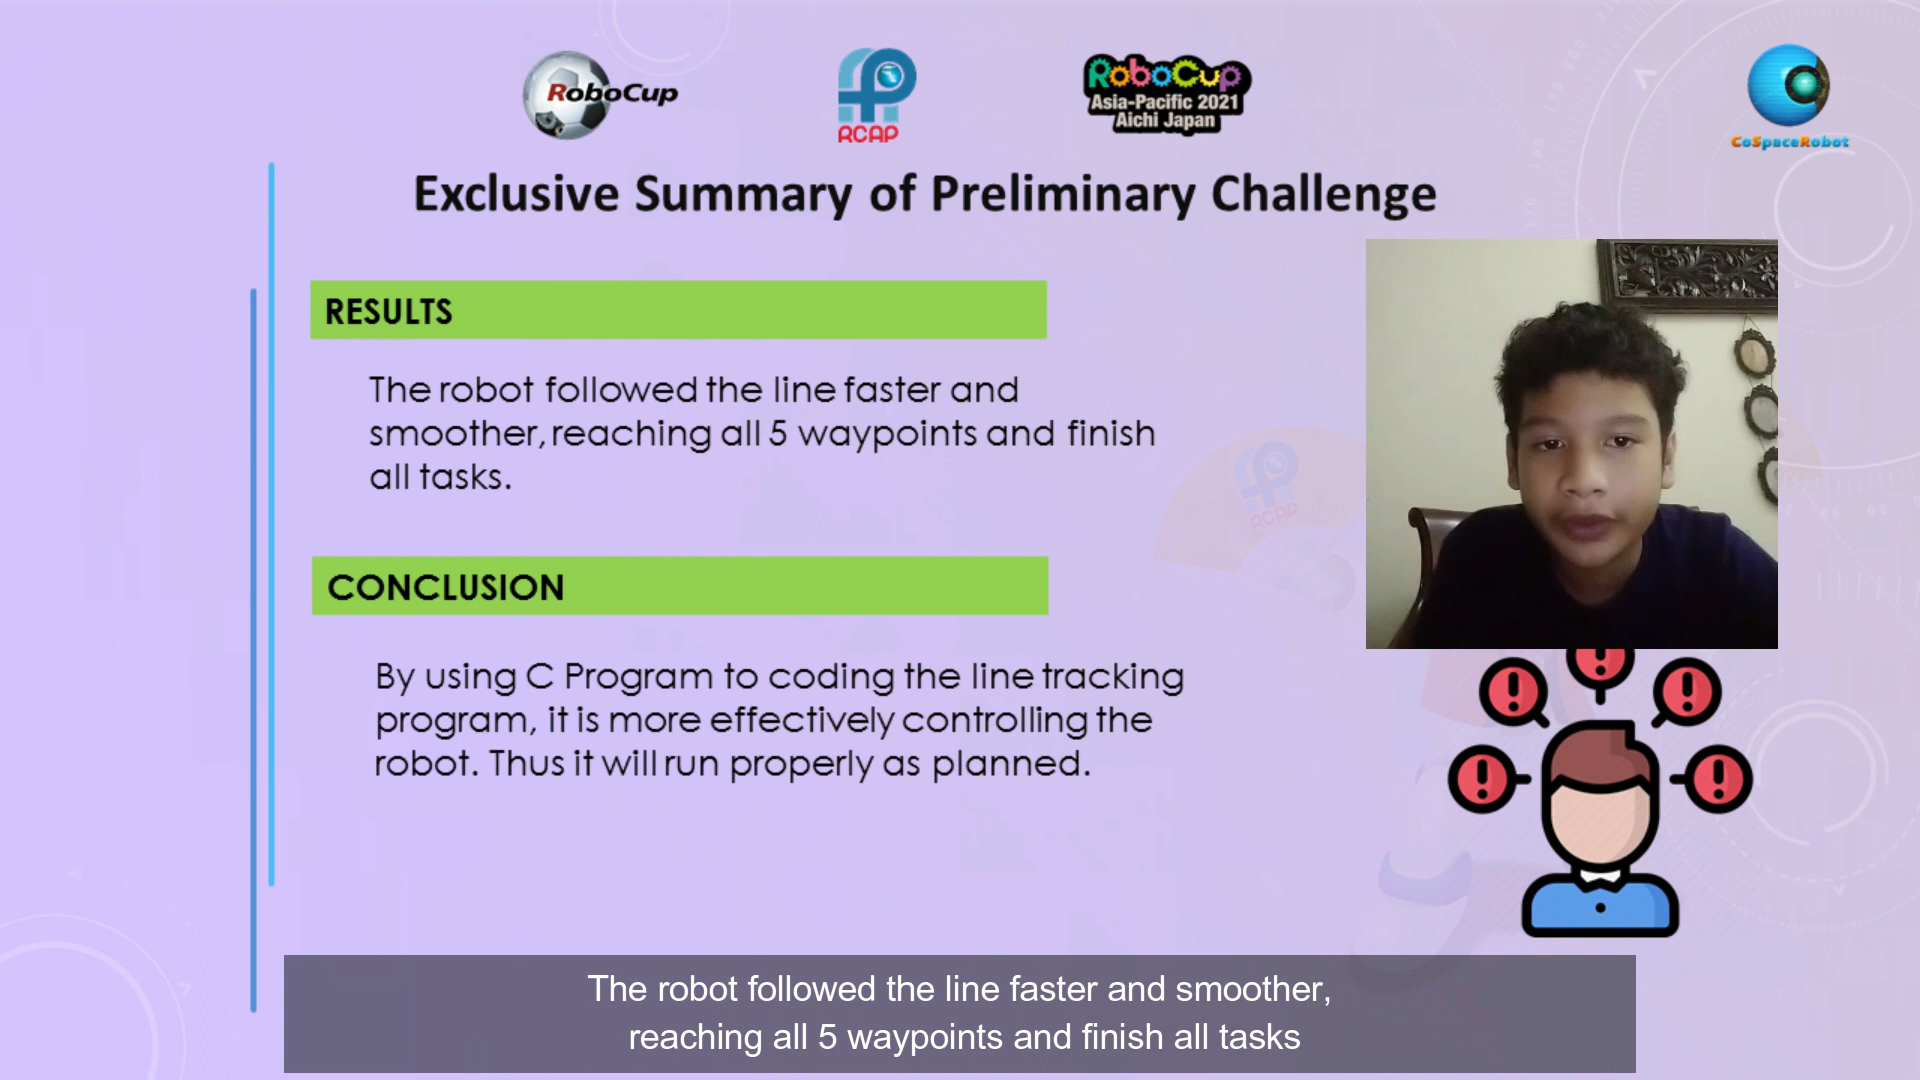 RoboCup
RCAP
RoboCup
Asia-Pacific 2021
Aichi Japan
CoSpaceRobot
Exclusive Summary of Preliminary Challenge
RESULTS
The robot followed the line faster and
smoother, reaching all 5 waypoints and finish
all tasks.
RCAP
CONCLUSION
By using C Program to coding the line tracking
program, it is more effectively controlling the
robot. Thus it will run properly as planned.
The robot followed the line faster and smoother,
reaching all 5 waypoints and finish all tasks